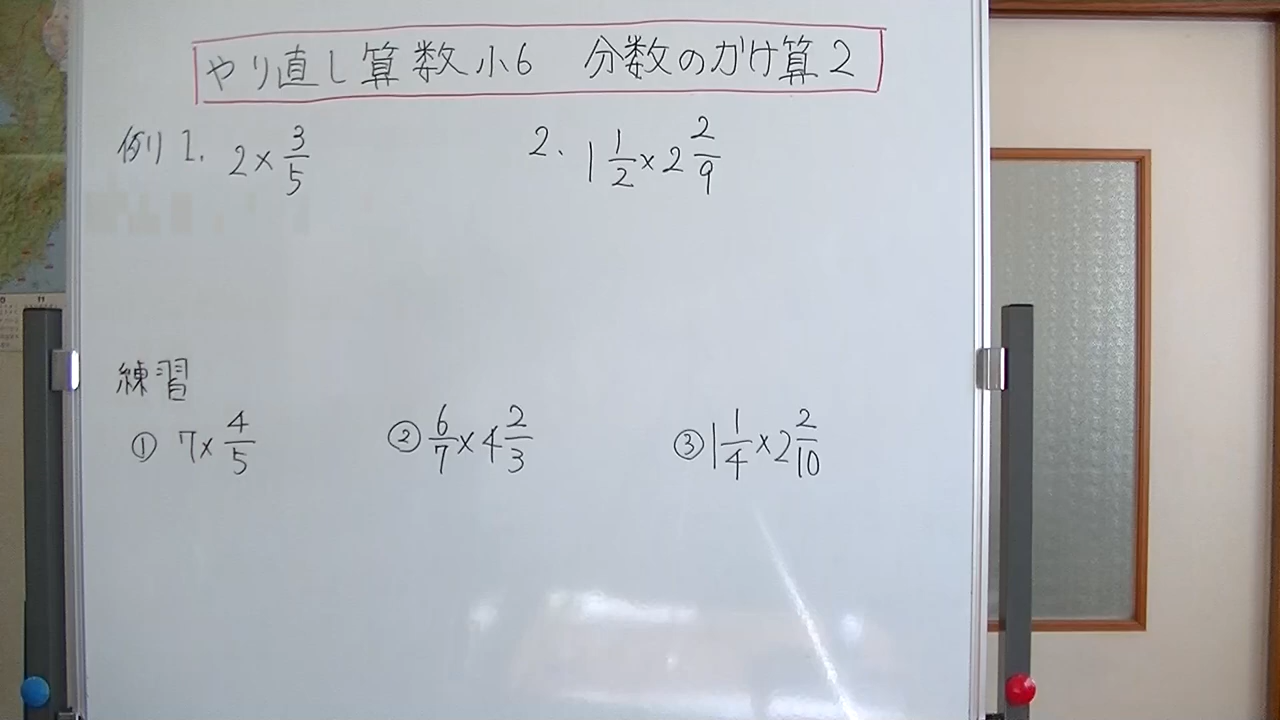 やり直し算数小6 分数のかけ算2
例1. 2×3/5 2. 1 1/2×2 2/9
練習
① 7×4/5 ② 6/7×4 2/3 ③ 1 1/4×2 2/10